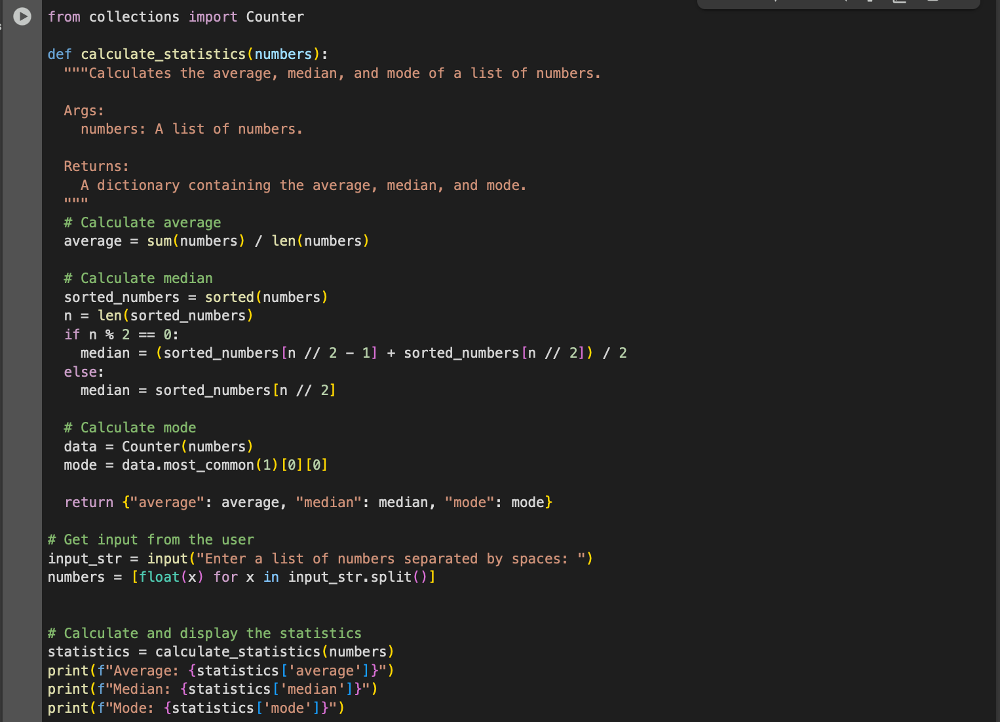 from collections import Counter

def calculate_statistics(numbers):
  """Calculates the average, median, and mode of a list of numbers.

  Args:
    numbers: A list of numbers.

  Returns:
    A dictionary containing the average, median, and mode.
  """
  # Calculate average
  average = sum(numbers) / len(numbers)

  # Calculate median
  sorted_numbers = sorted(numbers)
  n = len(sorted_numbers)
  if n % 2 == 0:
    median = (sorted_numbers[n // 2 - 1] + sorted_numbers[n // 2]) / 2
  else:
    median = sorted_numbers[n // 2]

  # Calculate mode
  data = Counter(numbers)
  mode = data.most_common(1)[0][0]

  return {"average": average, "median": median, "mode": mode}

# Get input from the user
input_str = input("Enter a list of numbers separated by spaces: ")
numbers = [float(x) for x in input_str.split()]


# Calculate and display the statistics
statistics = calculate_statistics(numbers)
print(f"Average: {statistics['average']}")
print(f"Median: {statistics['median']}")
print(f"Mode: {statistics['mode']}")